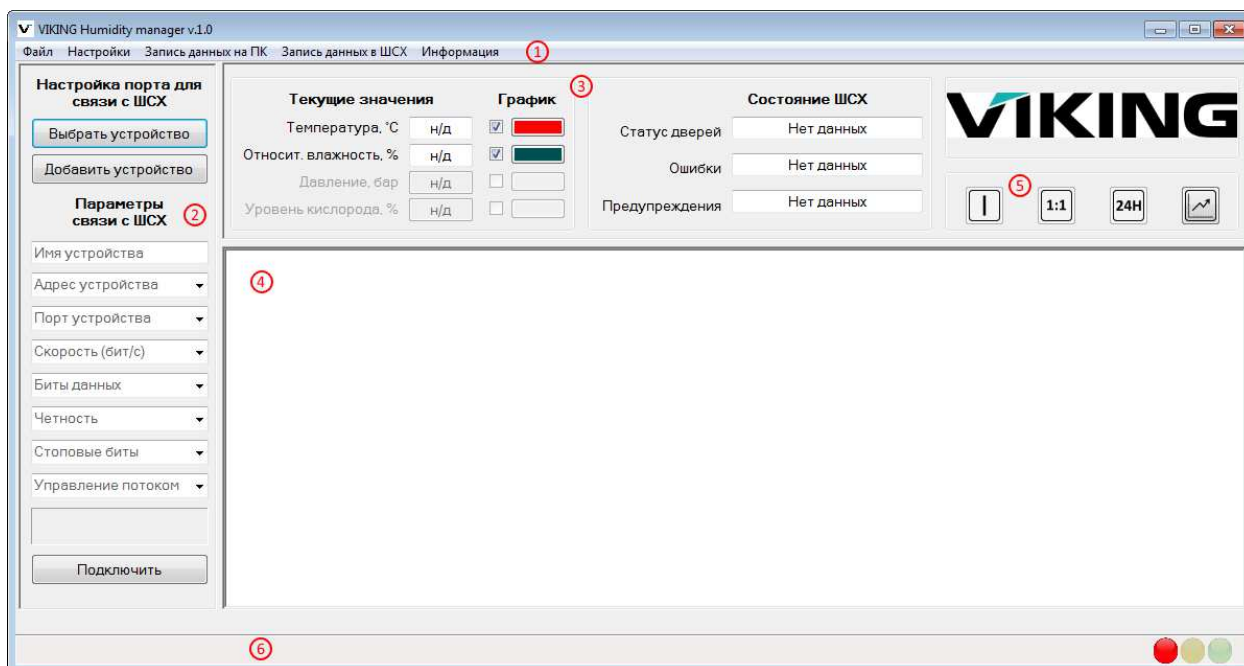 VIKING Humidity manager v.1.0
Файл Настройки Запись данных на ПК Запись данных в ШСХ Информация
1
Настройка порта для
связи с ШСХ
Выбрать устройство
Добавить устройство
Параметры
связи с ШСХ
2
Имя устройства
Адрес устройства
Порт устройства
Скорость (бит/с)
Биты данных
Четность
Стоповые биты
Управление потоком
Подключить
3
Текущие значения График
Температура, °C н/д
Относит. влажность, % н/д
Давление, бар н/д
Уровень кислорода, % н/д
Состояние ШСХ
Статус дверей Нет данных
Ошибки Нет данных
Предупреждения Нет данных
VIKING
5
1:1 24H
4
6